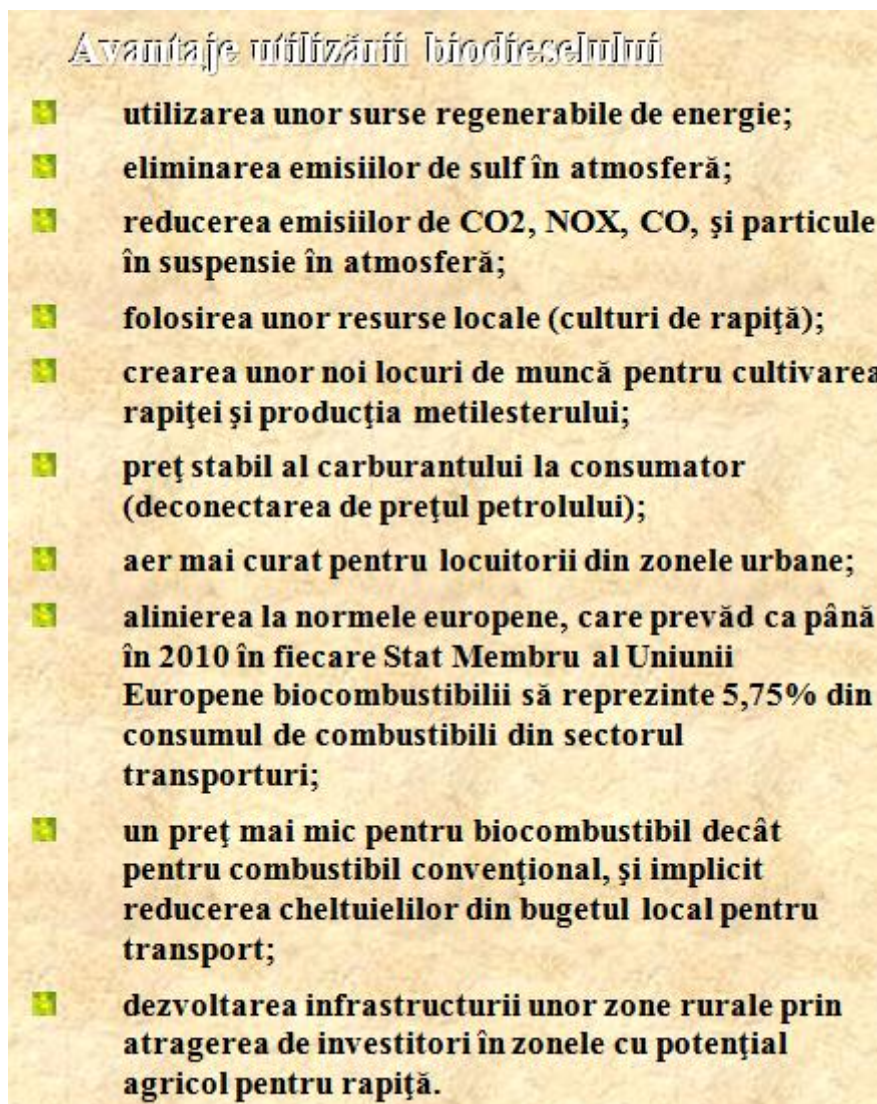 Avantaje utilizării biodieselului
utilizarea unor surse regenerabile de energie;
eliminarea emisiilor de sulf în atmosferă;
reducerea emisiilor de CO2, NOX, CO, şi particule
în suspensie în atmosferă;
folosirea unor resurse locale (culturi de rapiţă);
crearea unor noi locuri de muncă pentru cultivarea
rapiţei şi producţia metilesterului;
preţ stabil al carburantului la consumator
(deconectarea de preţul petrolului);
aer mai curat pentru locuitorii din zonele urbane;
alinierea la normele europene, care prevăd ca până
în 2010 în fiecare Stat Membru al Uniunii
Europene biocombustibilii să reprezinte 5,75% din
consumul de combustibili din sectorul
transporturi;
un preţ mai mic pentru biocombustibil decât
pentru combustibil convenţional, şi implicit
reducerea cheltuielilor din bugetul local pentru
transport;
dezvoltarea infrastructurii unor zone rurale prin
atragerea de investitori în zonele cu potenţial
agricol pentru rapiţă.